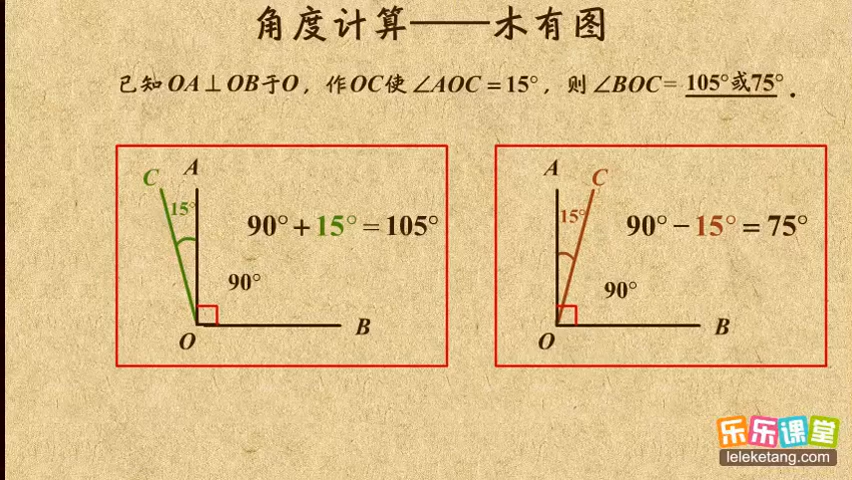 角度计算——木有图
已知OA⊥OB于O，作OC使∠AOC=15°，则∠BOC=105°或75°.
C A
15°
90°+15°=105°
90°
O B
A C
15°
90°−15°=75°
90°
O B
乐乐课堂
leleketang.com